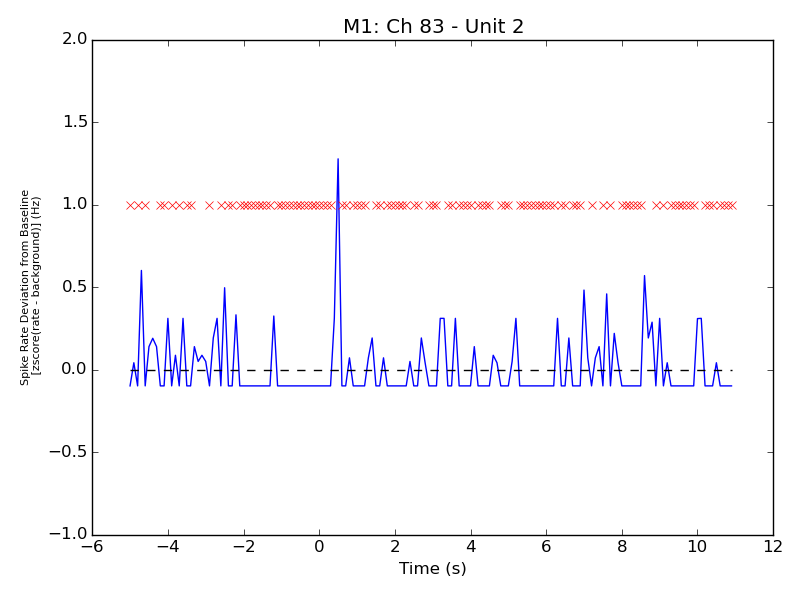 M1: Ch 83 - Unit 2
2.0
1.5
1.0
0.5
0.0
−0.5
−1.0
Spike Rate Deviation from Baseline
[zscore(rate - background)] (Hz)
−6 −4 −2 0 2 4 6 8 10 12
Time (s)